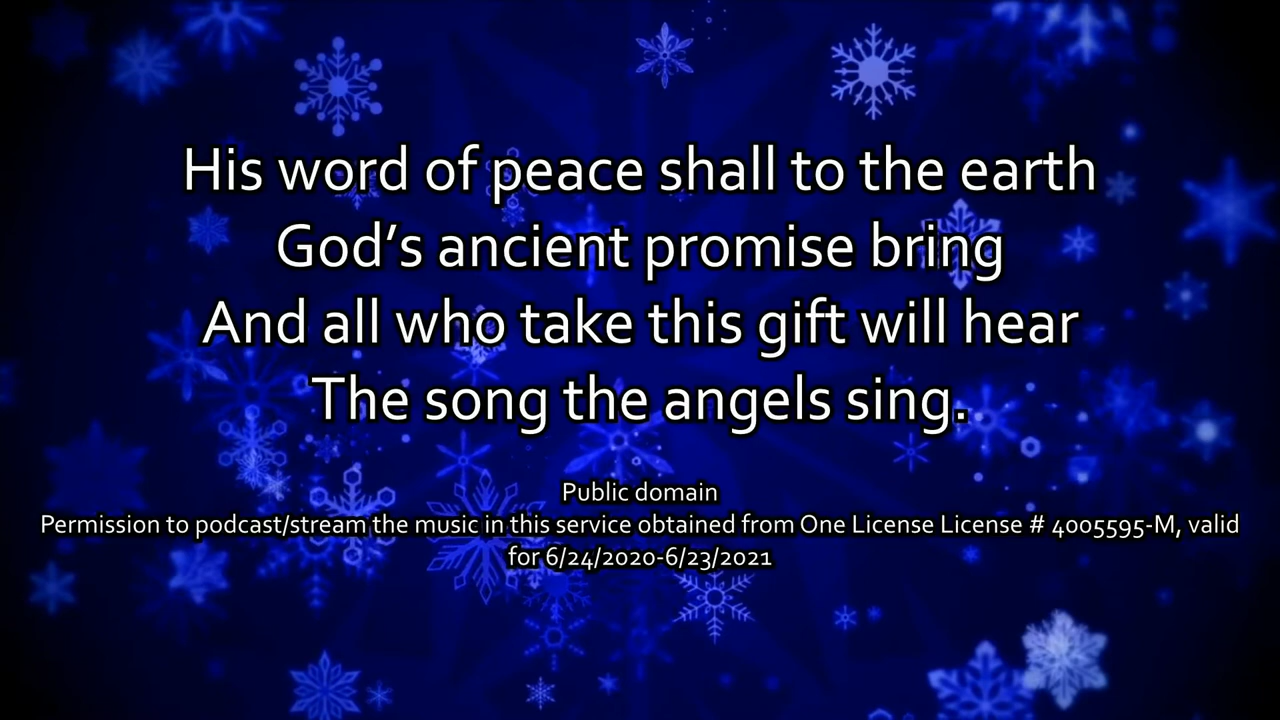 His word of peace shall to the earth
God’s ancient promise bring
And all who take this gift will hear
The song the angels sing.
Public domain
Permission to podcast/stream the music in this service obtained from One License License # 4005595-M, valid
for 6/24/2020-6/23/2021